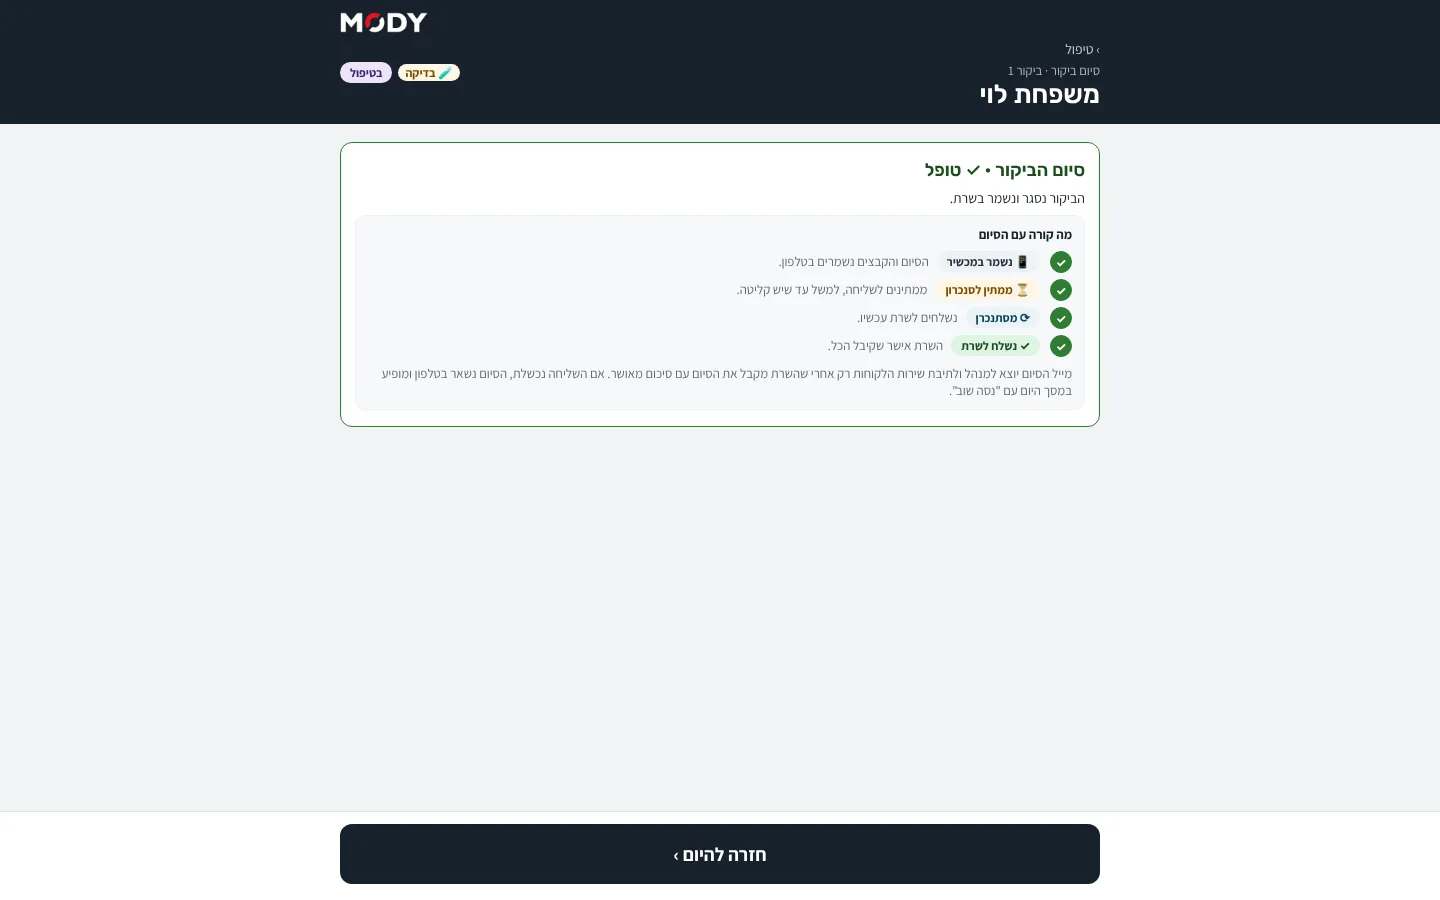 MODY
› טיפול
סיום ביקור · ביקור 1
משפחת לוי
🧪 בדיקה
בטיפול
סיום הביקור • ✓ טופל
הביקור נסגר ונשמר בשרת.
מה קורה עם הסיום
✓ 📱 נשמר במכשיר הסיום והקבצים נשמרים בטלפון.
✓ ⏳ ממתין לסנכרון ממתינים לשליחה, למשל עד שיש קליטה.
✓ ⟳ מסתנכרן נשלחים לשרת עכשיו.
✓ ✓ נשלח לשרת השרת אישר שקיבל הכל.
מייל הסיום יוצא למנהל ולתיבת שירות הלקוחות רק אחרי שהשרת מקבל את הסיום עם סיכום מאושר. אם השליחה נכשלת, הסיום נשאר בטלפון ומופיע
במסך היום עם "נסה שוב".
חזרה להיום ›